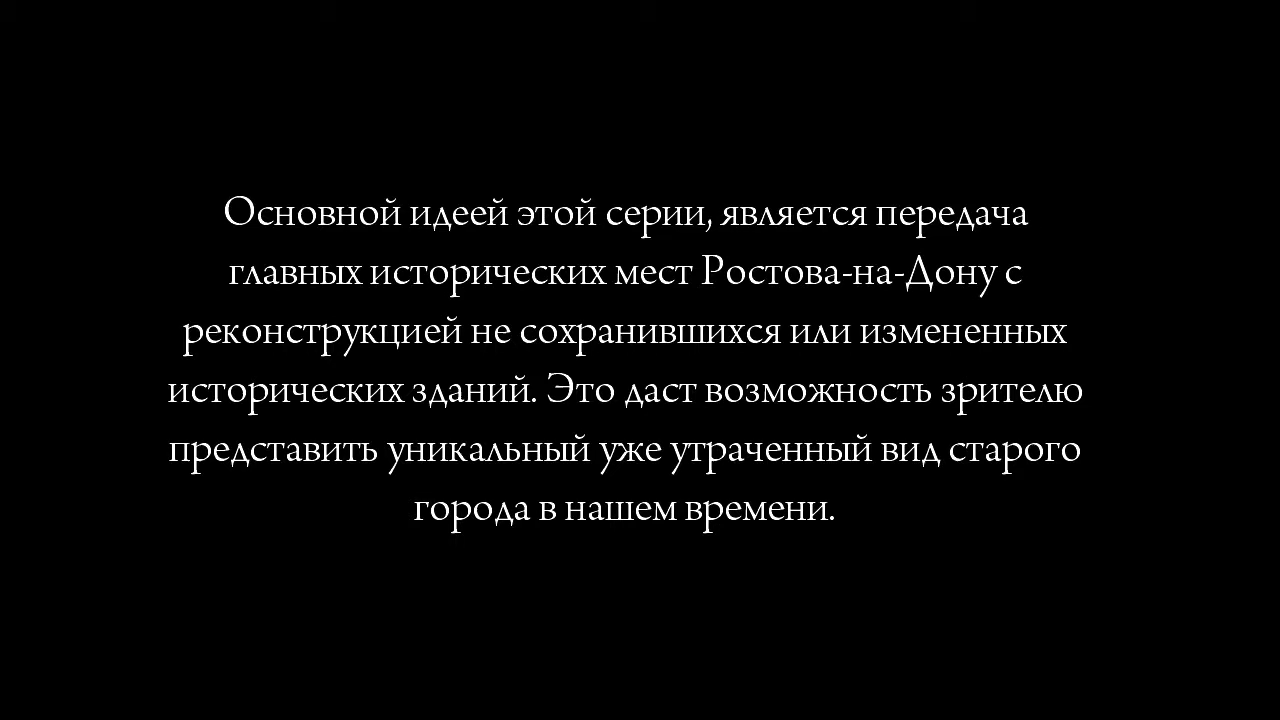 Основной идеей этой серии, является передача
главных исторических мест Ростова-на-Дону с
реконструкцией не сохранившихся или измененных
исторических зданий. Это даст возможность зрителю
представить уникальный уже утраченный вид старого
города в нашем времени.